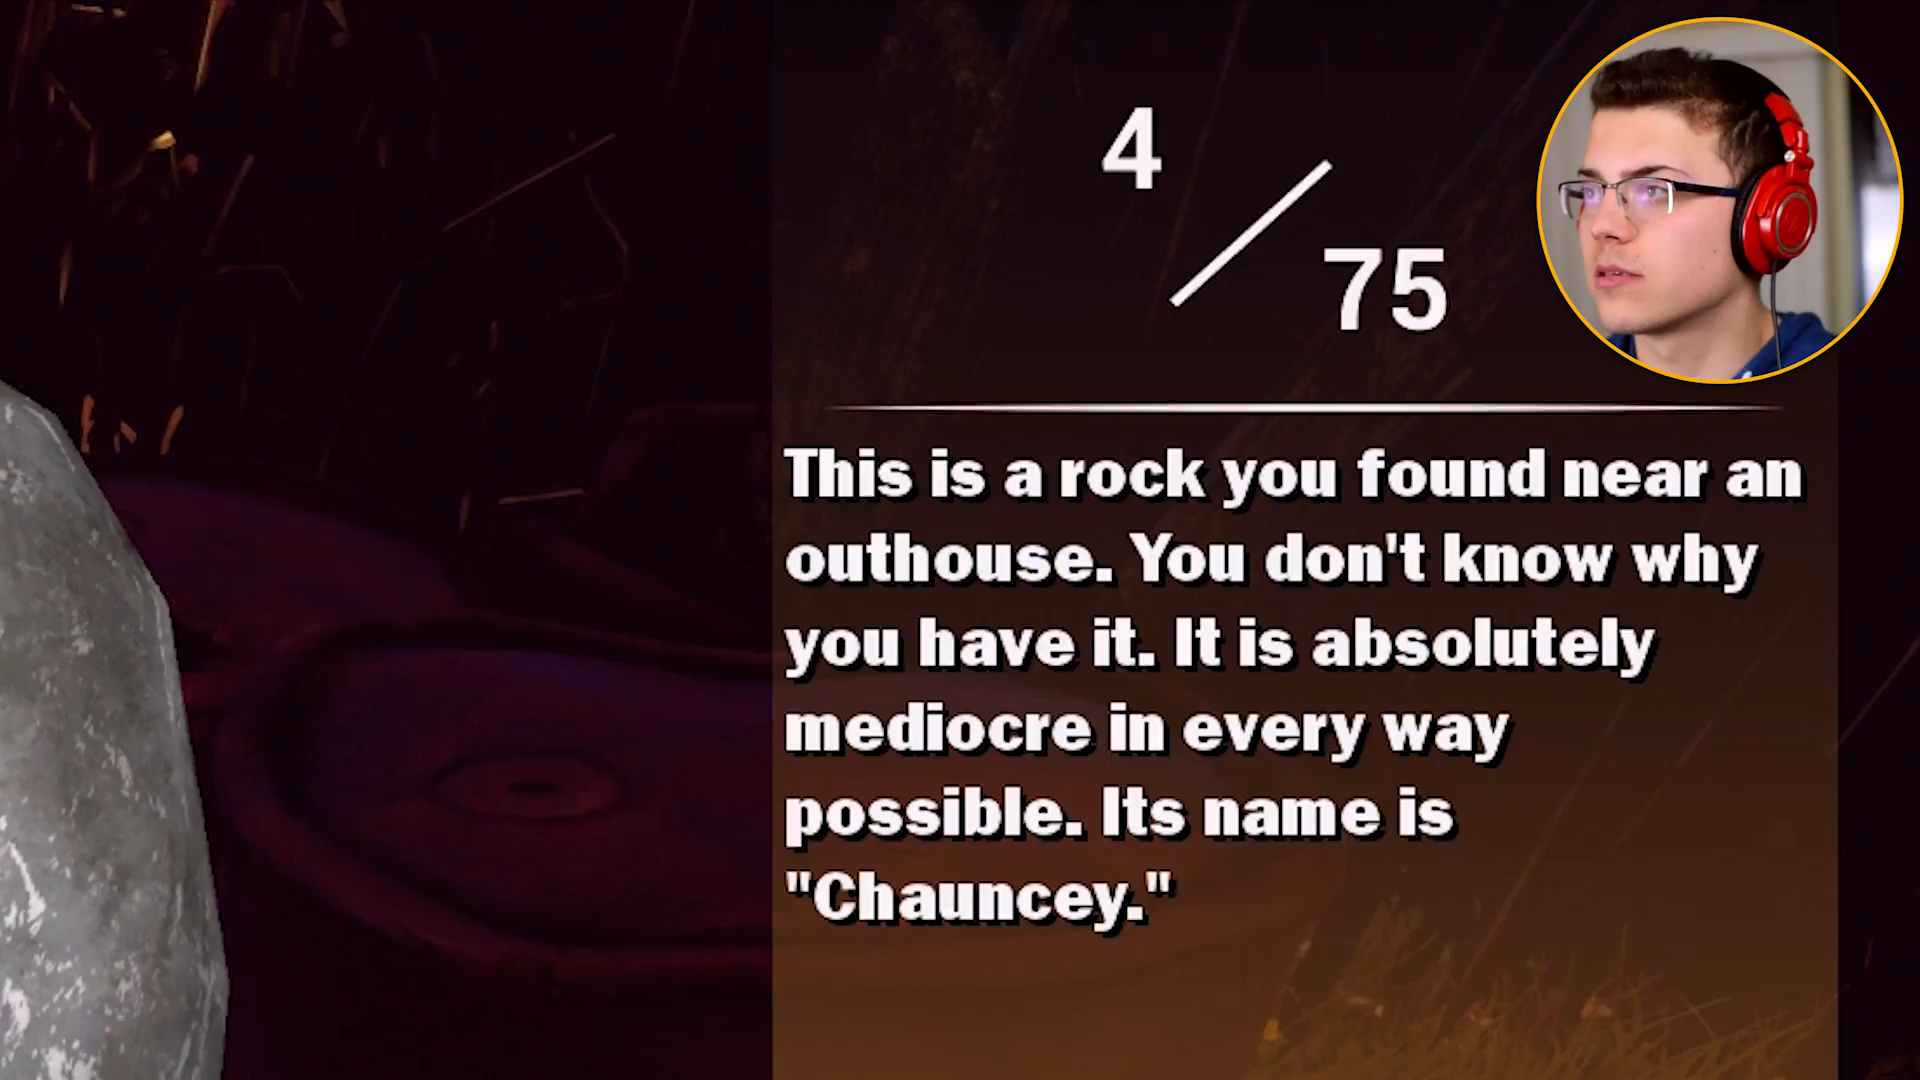 4
/
75
This is a rock you found near an
outhouse. You don't know why
you have it. It is absolutely
mediocre in every way
possible. Its name is
"Chauncey."